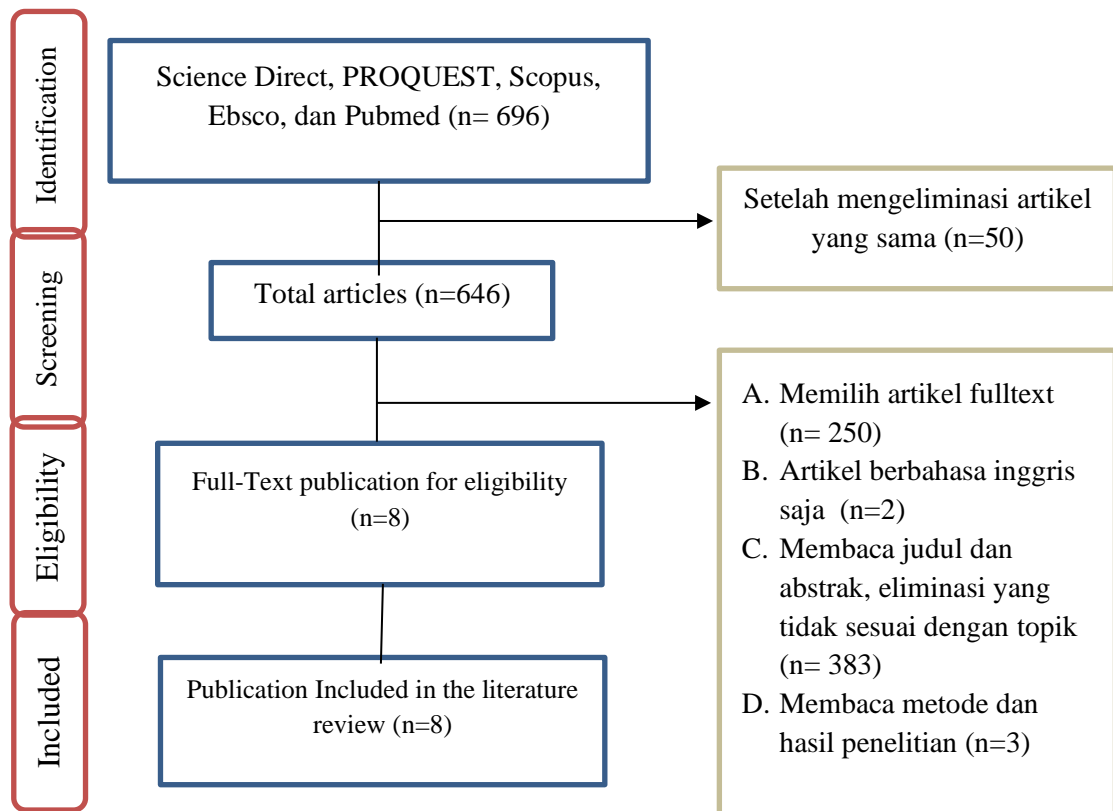 Identification
Science Direct, PROQUEST, Scopus,
Ebsco, dan Pubmed (n= 696)
Setelah mengeliminasi artikel
yang sama (n=50)
Screening
Total articles (n=646)
A. Memilih artikel fulltext
(n= 250)
B. Artikel berbahasa inggris
saja (n=2)
C. Membaca judul dan
abstrak, eliminasi yang
tidak sesuai dengan topik
(n= 383)
D. Membaca metode dan
hasil penelitian (n=3)
Eligibility
Full-Text publication for eligibility
(n=8)
Included
Publication Included in the literature
review (n=8)